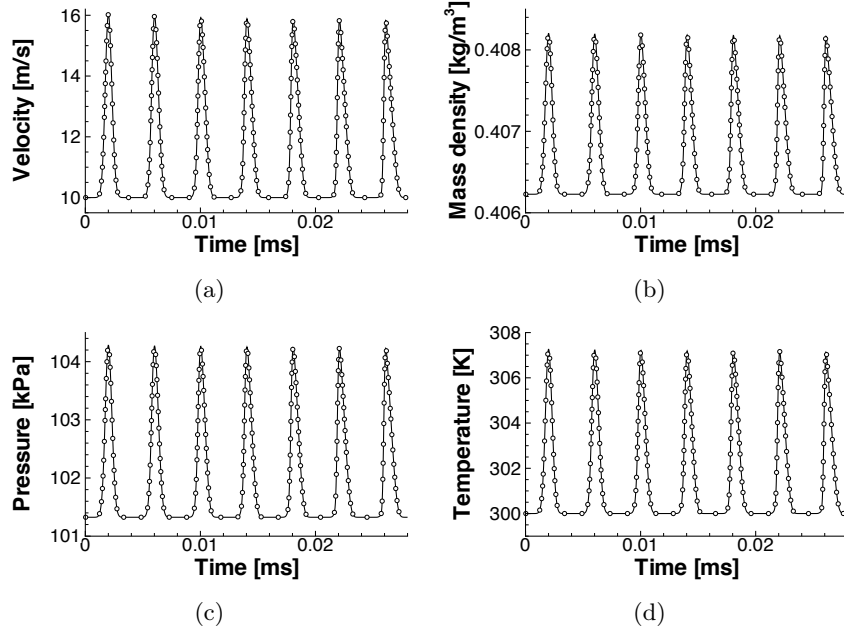 16
14
12
10
Velocity [m/s]
0
0.01
0.02
Time [ms]
(a)
0.408
0.407
0.406
Mass density [kg/m³]
0
0.01
0.02
Time [ms]
(b)
104
103
102
101
Pressure [kPa]
0
0.01
0.02
Time [ms]
(c)
308
306
304
302
300
Temperature [K]
0
0.01
0.02
Time [ms]
(d)